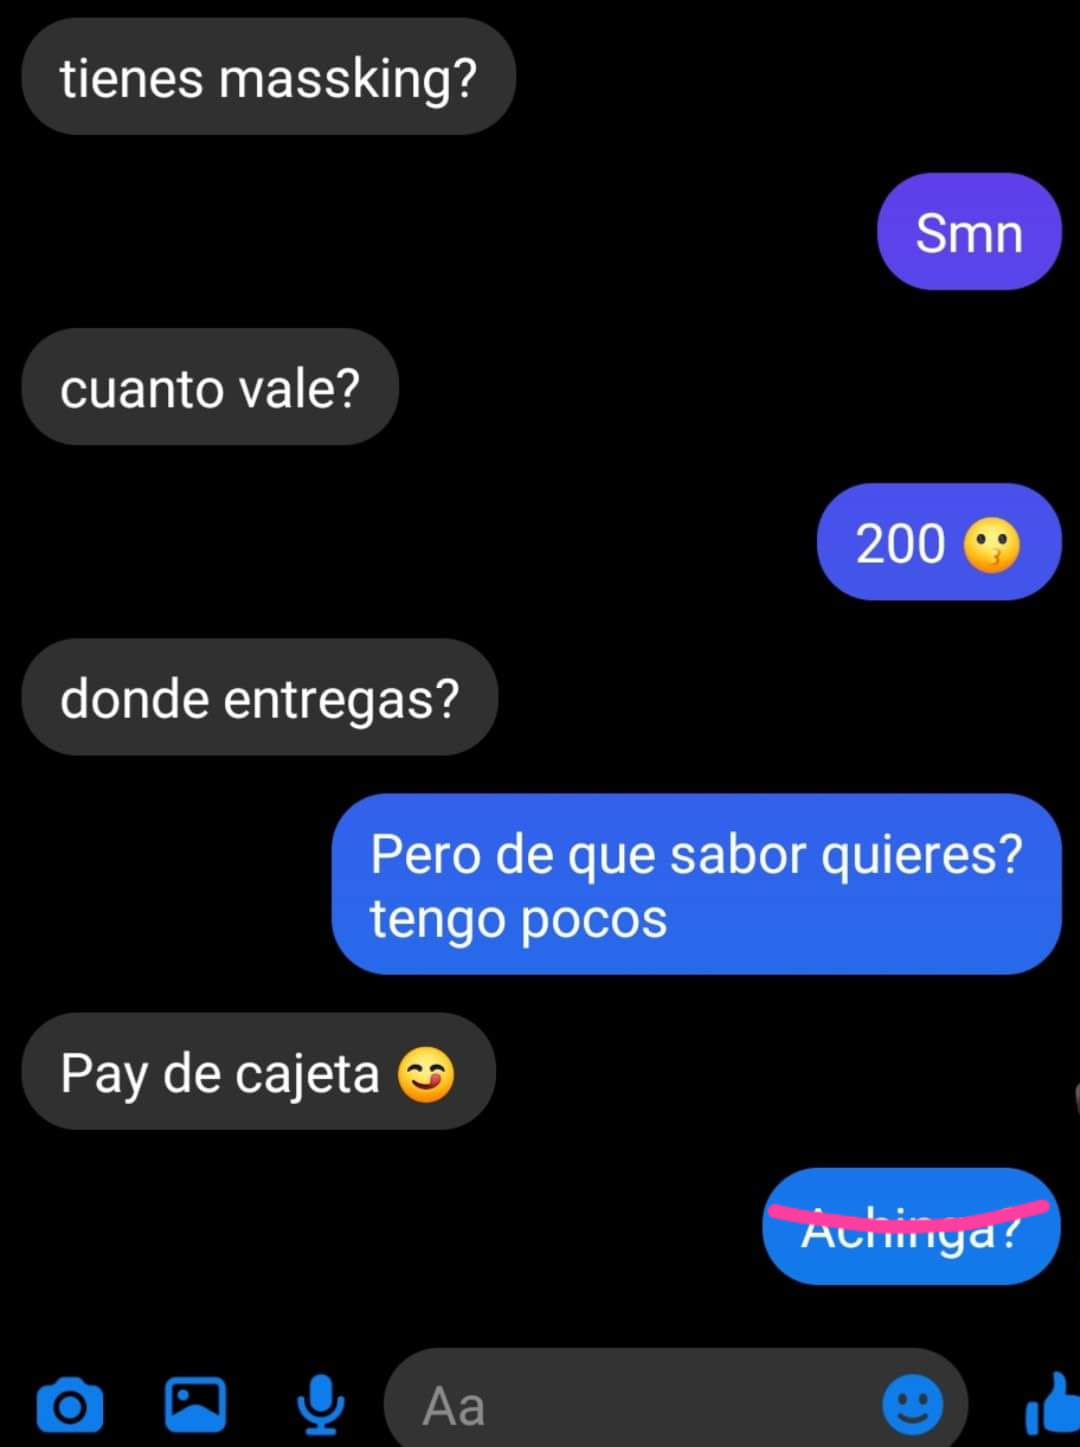 tienes massking?
Smn
cuanto vale?
200 😗
donde entregas?
Pero de que sabor quieres?
tengo pocos
Pay de cajeta 😋
Achinga?
Aa